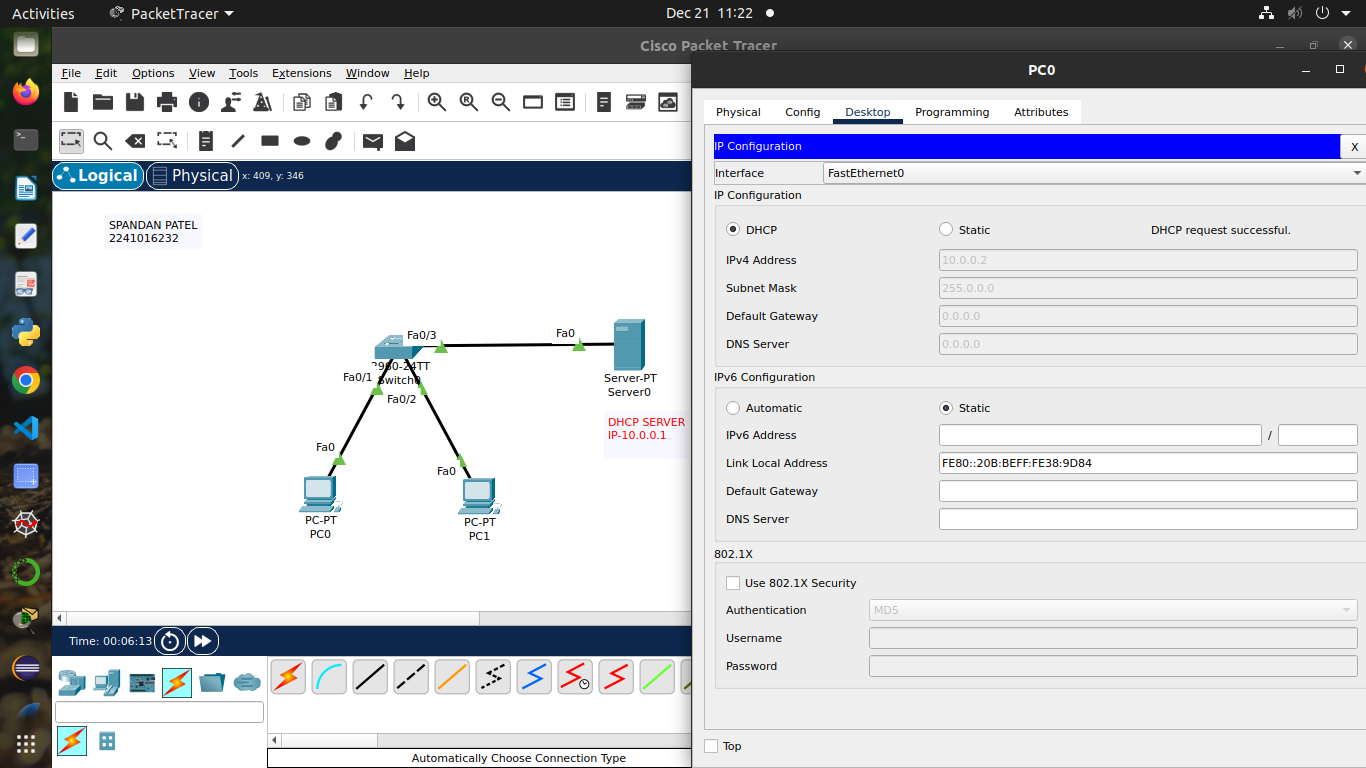 Activities
PacketTracer
Dec 21 11:22
Cisco Packet Tracer
File Edit Options View Tools Extensions Window Help
Logical
Physical
x: 409, y: 346
SPANDAN PATEL
2241016232
Fa0/3
Fa0
2960-24TT
Switch0
Fa0/1
Fa0/2
Server-PT
Server0
DHCP SERVER
IP-10.0.0.1
Fa0
Fa0
PC-PT
PC0
PC-PT
PC1
Time: 00:06:13
Automatically Choose Connection Type
PC0
Physical Config Desktop Programming Attributes
IP Configuration X
Interface FastEthernet0
IP Configuration
DHCP Static DHCP request successful.
IPv4 Address 10.0.0.2
Subnet Mask 255.0.0.0
Default Gateway 0.0.0.0
DNS Server 0.0.0.0
IPv6 Configuration
Automatic Static
IPv6 Address /
Link Local Address FE80::20B:BEFF:FE38:9D84
Default Gateway
DNS Server
802.1X
Use 802.1X Security
Authentication MD5
Username
Password
Top